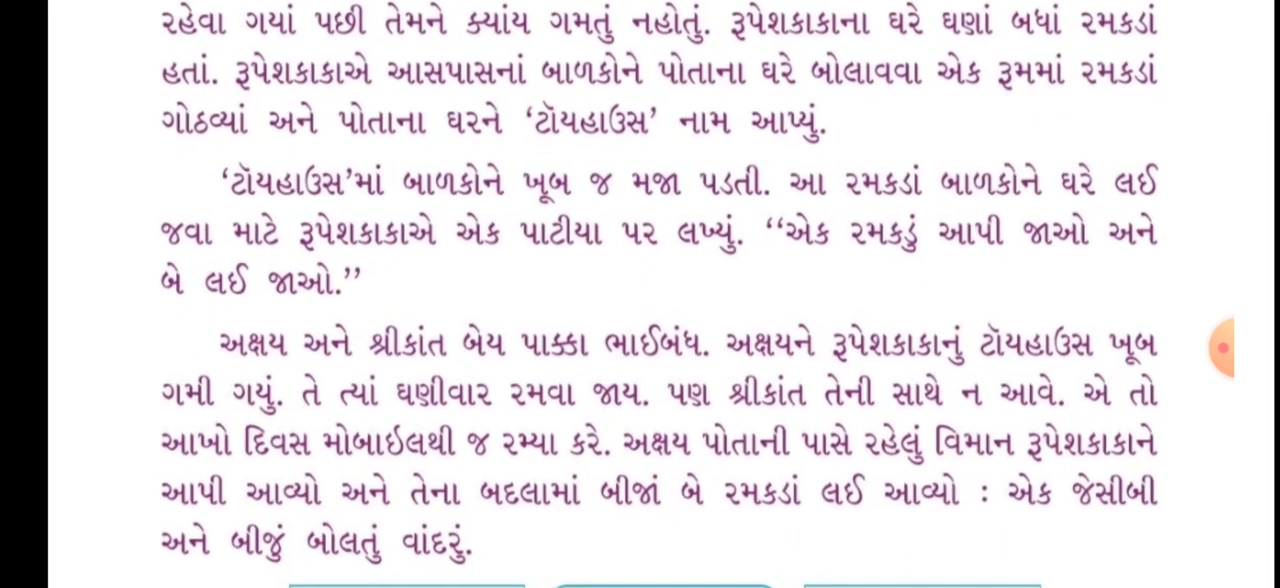 રહેવા ગયાં પછી તેમને ક્યાંય ગમતું નહોતું. રૂપેશકાકાના ઘરે ઘણાં બધાં રમકડાં
હતાં. રૂપેશકાકાએ આસપાસનાં બાળકોને પોતાના ઘરે બોલાવવા એક રૂમમાં રમકડાં
ગોઠવ્યાં અને પોતાના ઘરને ‘ટૉયહાઉસ’ નામ આપ્યું.
‘ટૉયહાઉસ’માં બાળકોને ખૂબ જ મજા પડતી. આ રમકડાં બાળકોને ઘરે લઈ
જવા માટે રૂપેશકાકાએ એક પાટીયા પર લખ્યું. ‘‘એક રમકડું આપી જાઓ અને
બે લઈ જાઓ.’’
અક્ષય અને શ્રીકાંત બેય પાક્કા ભાઈબંધ. અક્ષયને રૂપેશકાકાનું ટૉયહાઉસ ખૂબ
ગમી ગયું. તે ત્યાં ઘણીવાર રમવા જાય. પણ શ્રીકાંત તેની સાથે ન આવે. એ તો
આખો દિવસ મોબાઇલથી જ રમ્યા કરે. અક્ષય પોતાની પાસે રહેલું વિમાન રૂપેશકાકાને
આપી આવ્યો અને તેના બદલામાં બીજાં બે રમકડાં લઈ આવ્યો : એક જેસીબી
અને બીજું બોલતું વાંદરું.